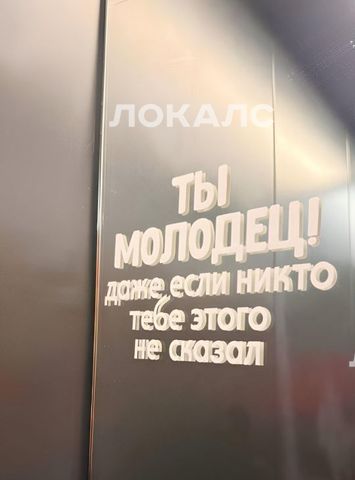 ЛОКАЛС
ТЫ
МОЛОДЕЦ!
даже если никто
тебе этого
не сказал